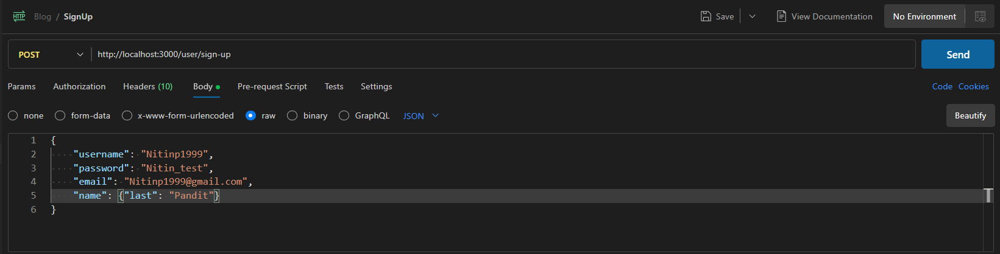 HTTP Blog / SignUp Save View Documentation No Environment
POST http://localhost:3000/user/sign-up Send
Params Authorization Headers (10) Body Pre-request Script Tests Settings Code Cookies
none form-data x-www-form-urlencoded raw binary GraphQL JSON Beautify
1 {
2 "username": "Nitinp1999",
3 "password": "Nitin_test",
4 "email": "Nitinp1999@gmail.com",
5 "name": {"last": "Pandit"}
6 }